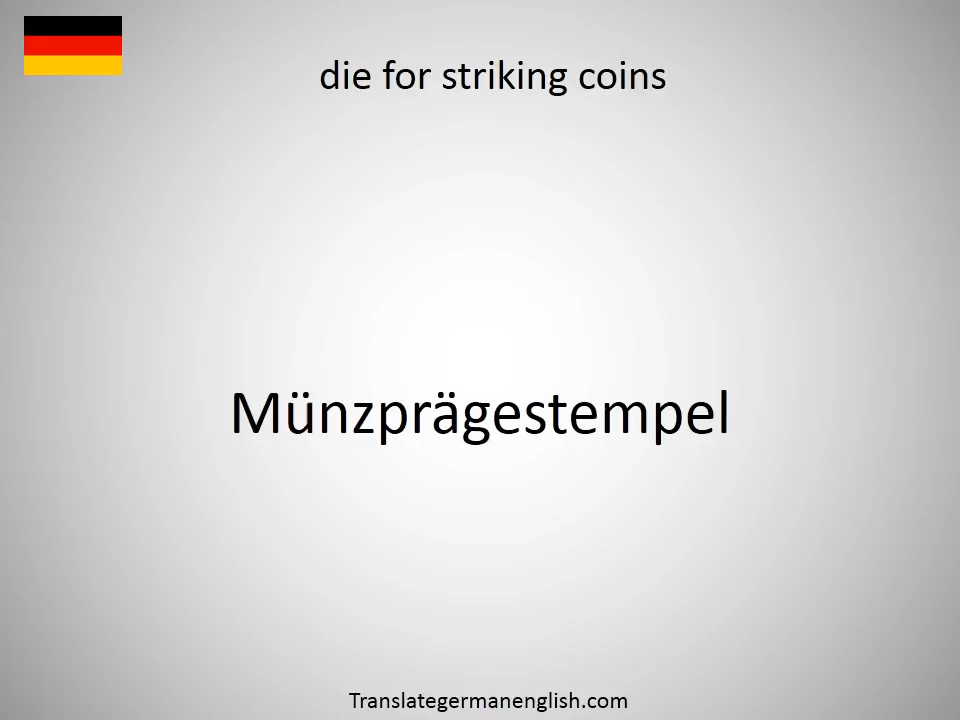 die for striking coins
Münzprägestempel
Translategermanenglish.com